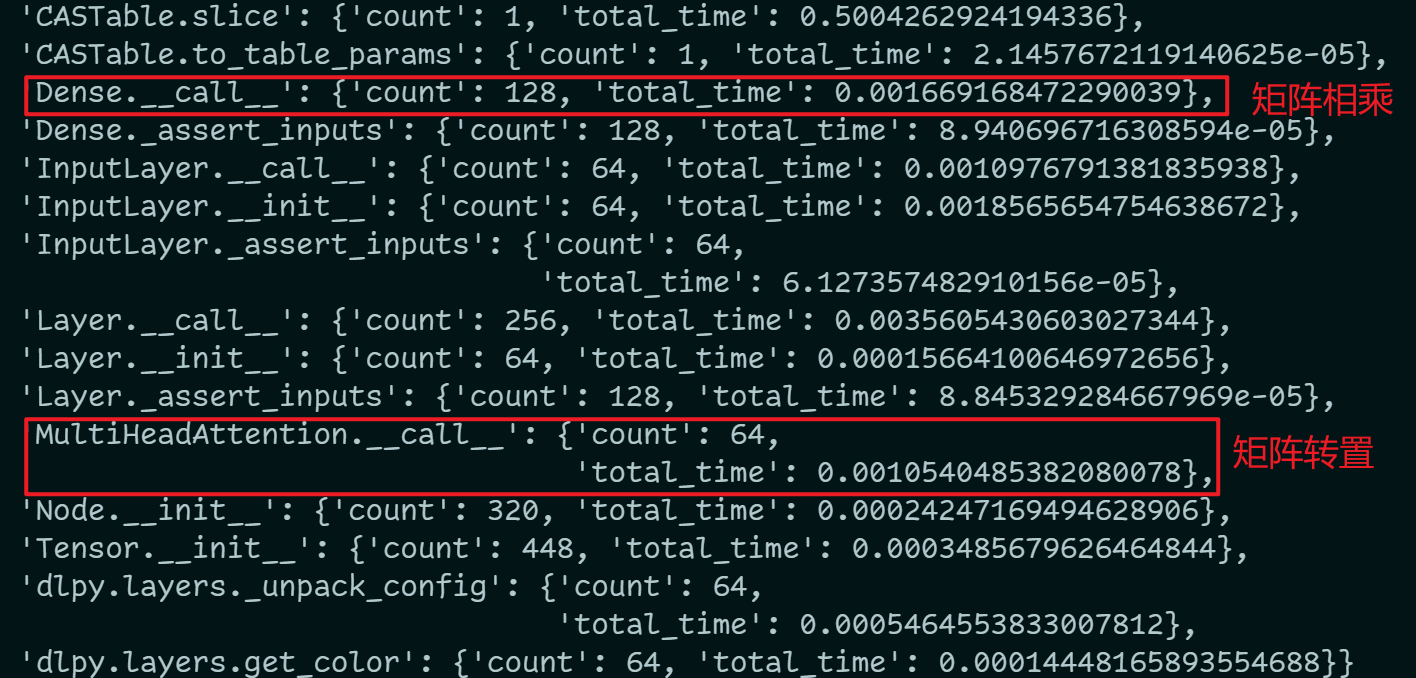 'CASTable.slice': {'count': 1, 'total_time': 0.5004262924194336},
'CASTable.to_table_params': {'count': 1, 'total_time': 2.1457672119140625e-05},
Dense.__call__': {'count': 128, 'total_time': 0.001669168472290039}, 矩阵相乘
'Dense._assert_inputs': {'count': 128, 'total_time': 8.940696716308594e-05},
'InputLayer.__call__': {'count': 64, 'total_time': 0.0010976791381835938},
'InputLayer.__init__': {'count': 64, 'total_time': 0.0018565654754638672},
'InputLayer._assert_inputs': {'count': 64,
'total_time': 6.127357482910156e-05},
'Layer.__call__': {'count': 256, 'total_time': 0.0035605430603027344},
'Layer.__init__': {'count': 64, 'total_time': 0.00015664100646972656},
'Layer._assert_inputs': {'count': 128, 'total_time': 8.845329284667969e-05},
MultiHeadAttention.__call__': {'count': 64, 矩阵转置
'total_time': 0.0010540485382080078},
'Node.__init__': {'count': 320, 'total_time': 0.00024247169494628906},
'Tensor.__init__': {'count': 448, 'total_time': 0.0003485679626464844},
'dlpy.layers._unpack_config': {'count': 64,
'total_time': 0.0005464553833007812},
'dlpy.layers.get_color': {'count': 64, 'total_time': 0.00014448165893554688}}